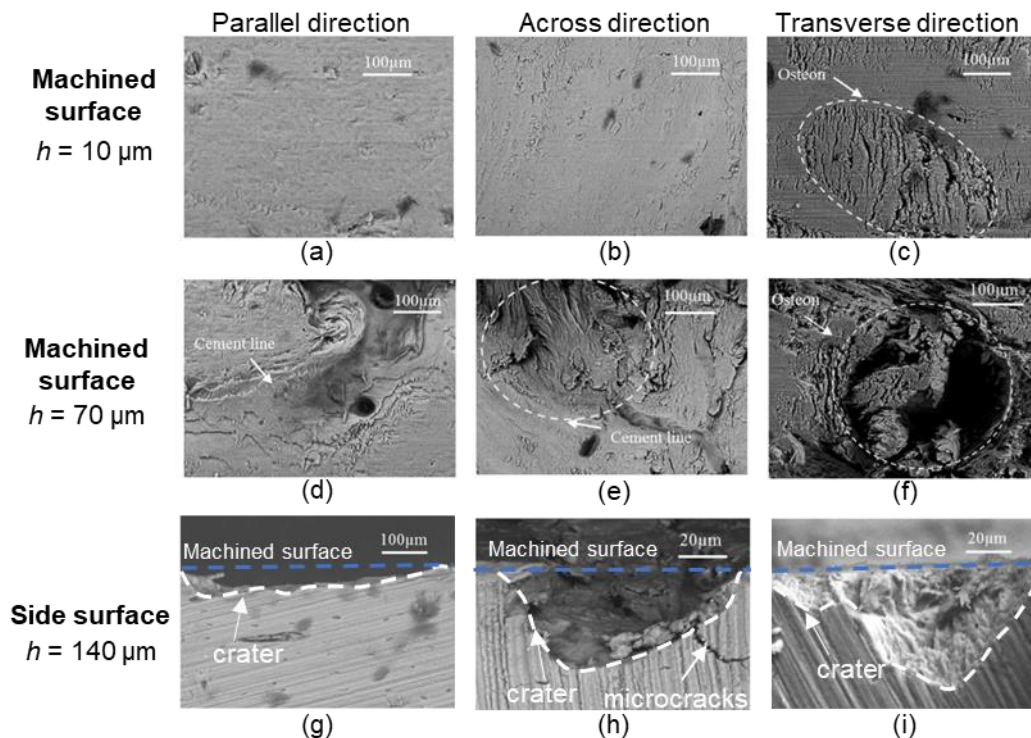 Parallel direction
Across direction
Transverse direction
Machined
surface
h = 10 µm
100µm
100µm
100µm
Osteon
(a)
(b)
(c)
Machined
surface
h = 70 µm
100µm
Cement line
100µm
Cement line
100µm
Osteon
(d)
(e)
(f)
Side surface
h = 140 µm
100µm
Machined surface
crater
20µm
Machined surface
crater
microcracks
20µm
Machined surface
crater
(g)
(h)
(i)